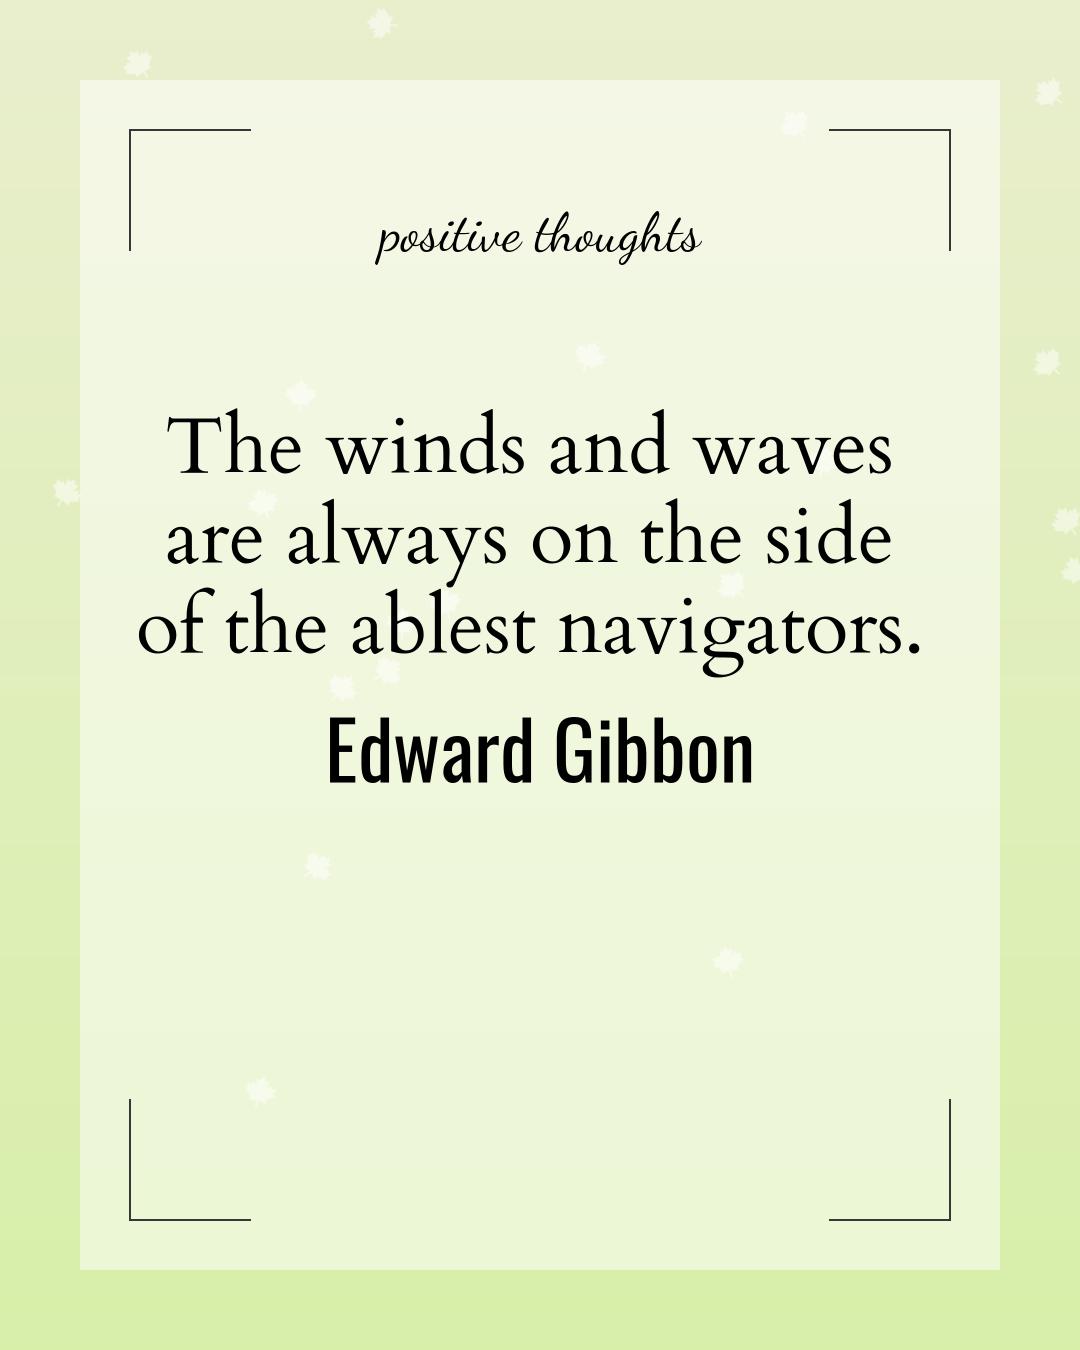 positive thoughts
The winds and waves
are always on the side
of the ablest navigators.
Edward Gibbon